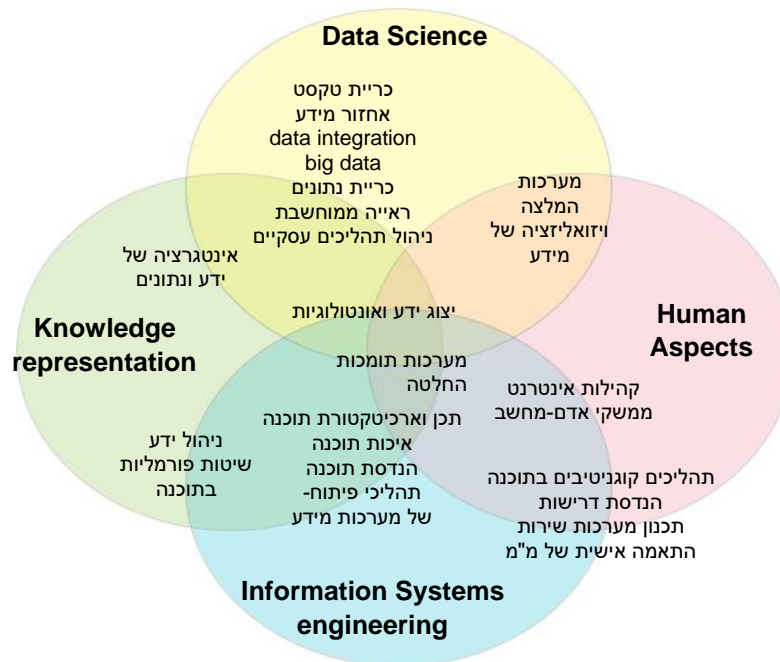 Data Science
כריית טקסט
אחזור מידע
data integration
big data
כריית נתונים
ראייה ממוחשבת
ניהול תהליכים עסקיים
מערכות
המלצה
ויזואליזציה של
מידע
אינטגרציה של
ידע ונתונים
יצוג ידע ואונטולוגיות
Knowledge
representation
Human
Aspects
מערכות תומכות
החלטה
קהילות אינטרנט
ממשקי אדם-מחשב
תכן וארכיטקטורת תוכנה
איכות תוכנה
הנדסת תוכנה
תהליכי פיתוח-
של מערכות מידע
ניהול ידע
שיטות פורמליות
בתוכנה
תהליכים קוגניטיבים בתוכנה
הנדסת דרישות
תכנון מערכות שירות
התאמה אישית של מ"מ
Information Systems
engineering